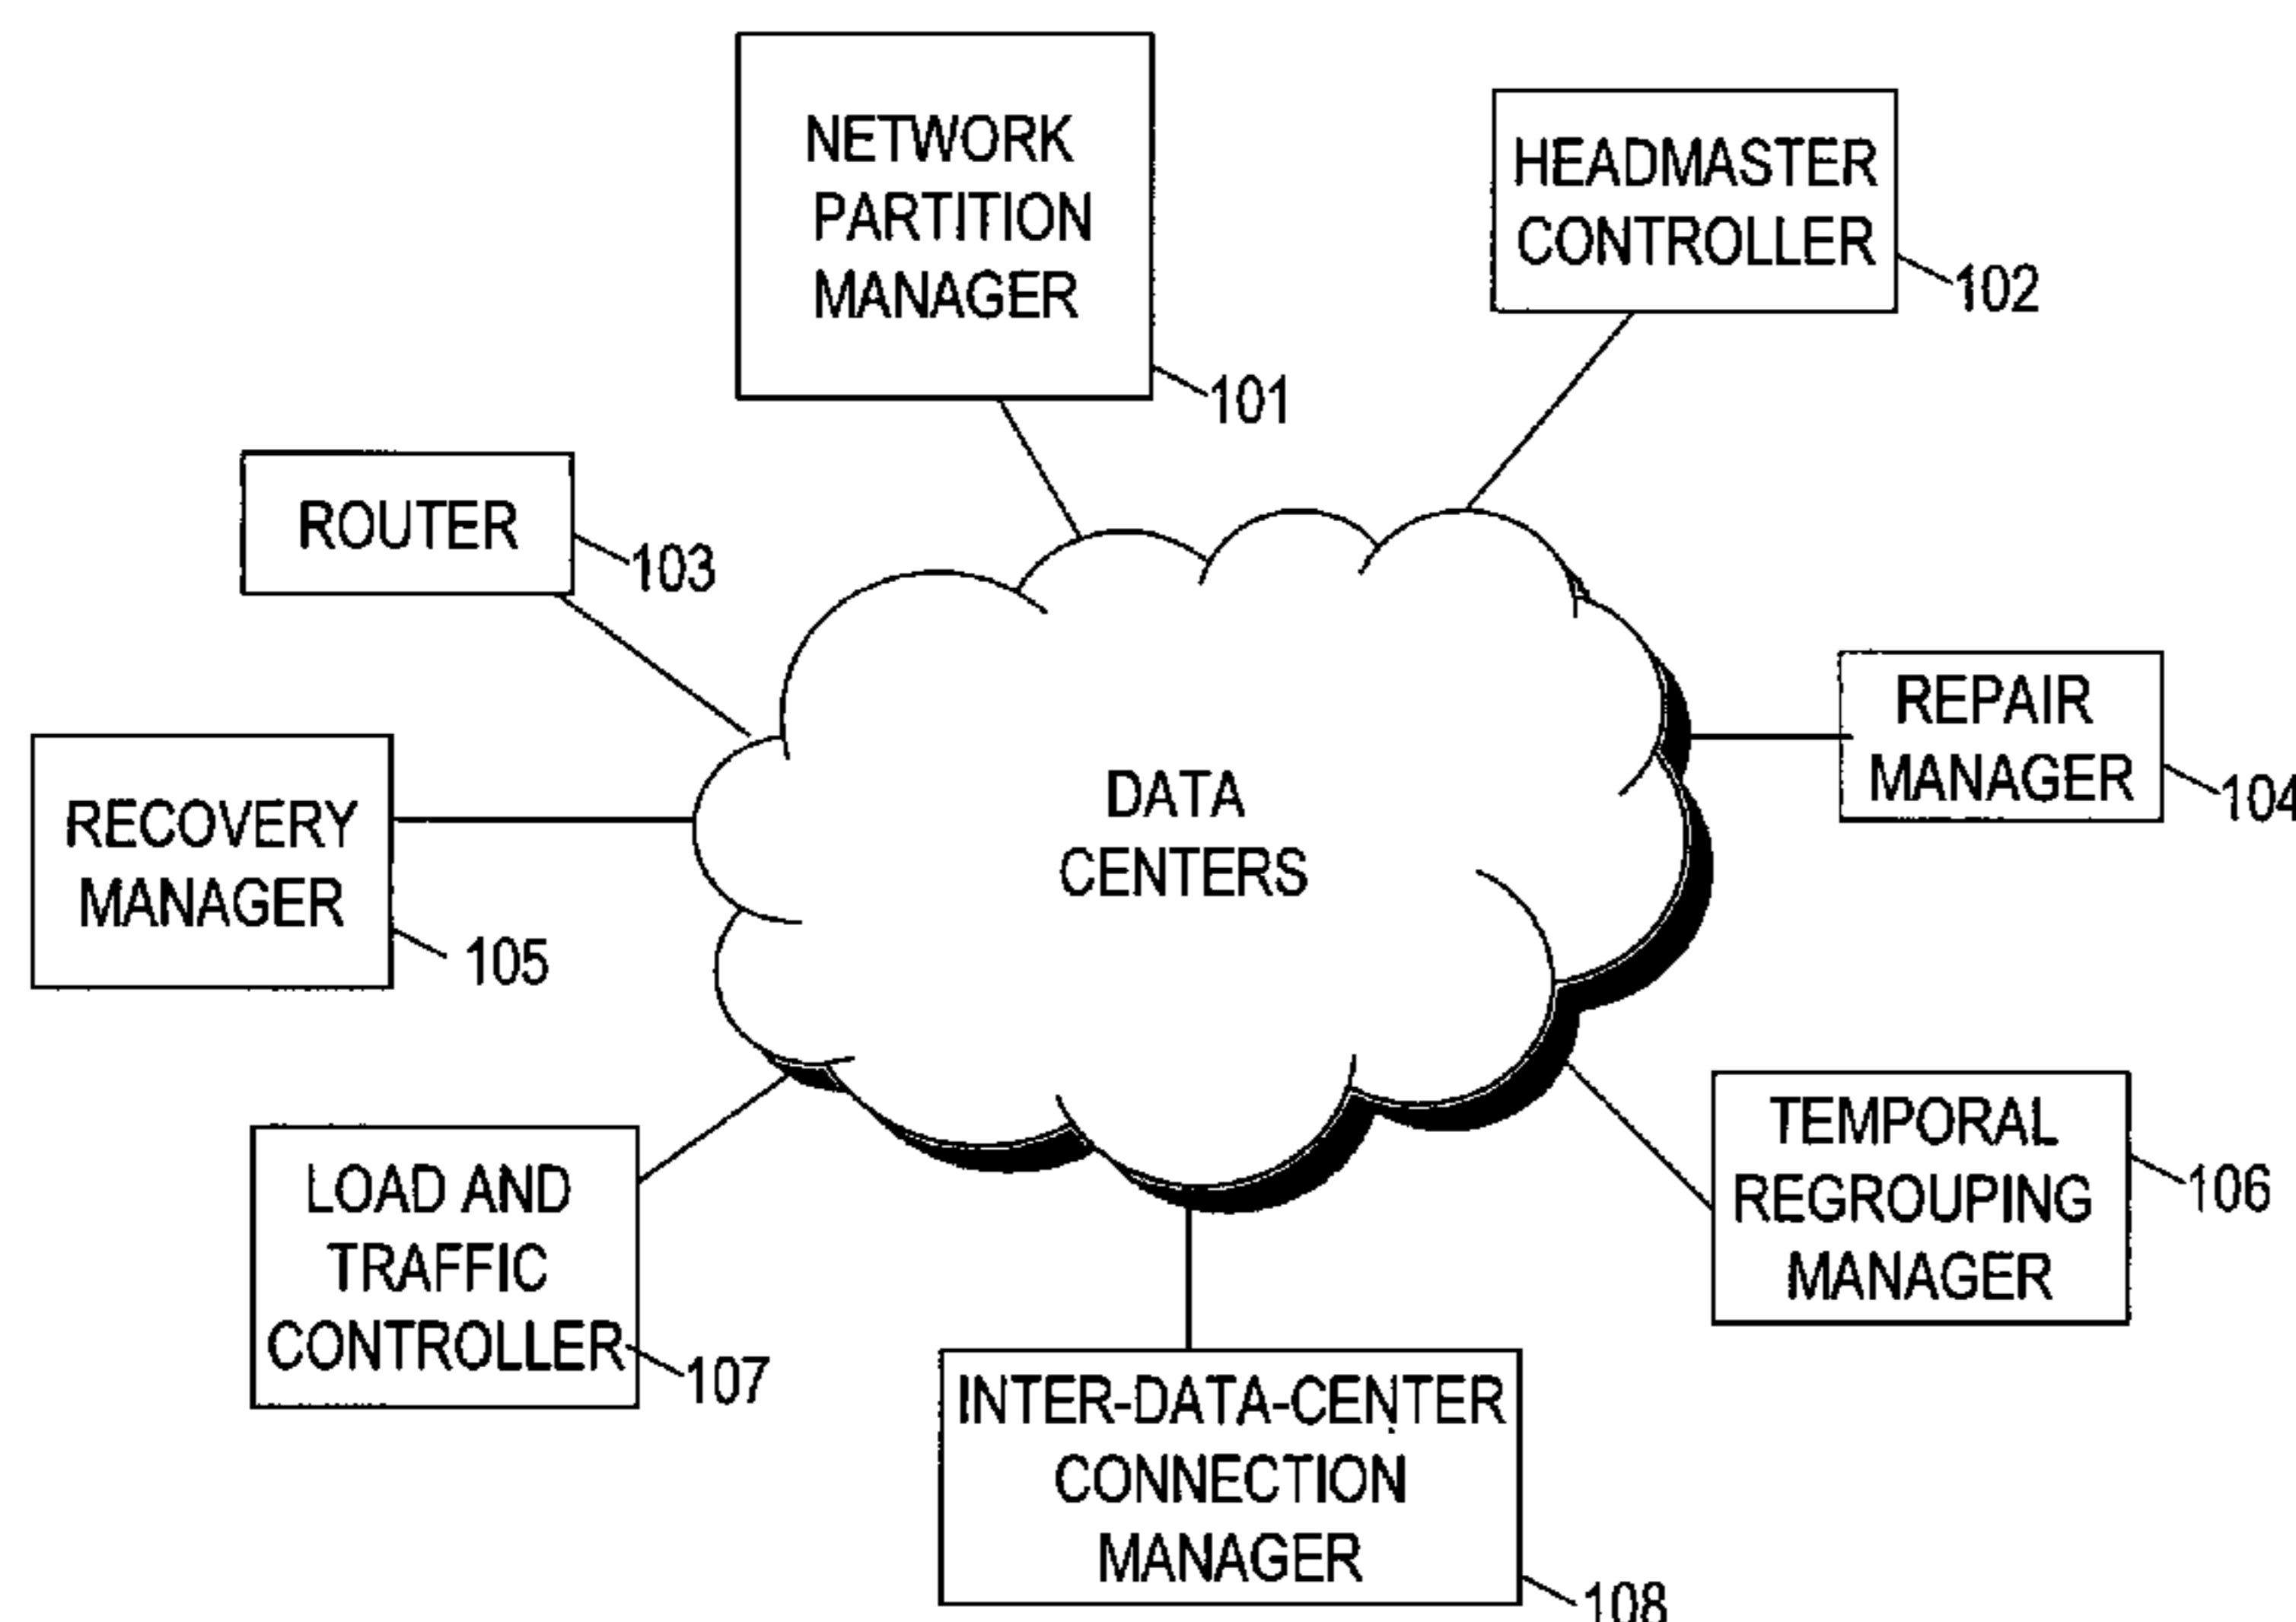 NETWORK
PARTITION
MANAGER
101
HEADMASTER
CONTROLLER
102
ROUTER
103
REPAIR
MANAGER
104
DATA
CENTERS
RECOVERY
MANAGER
105
TEMPORAL
REGROUPING
MANAGER
106
LOAD AND
TRAFFIC
CONTROLLER
107
INTER-DATA-CENTER
CONNECTION
MANAGER
108